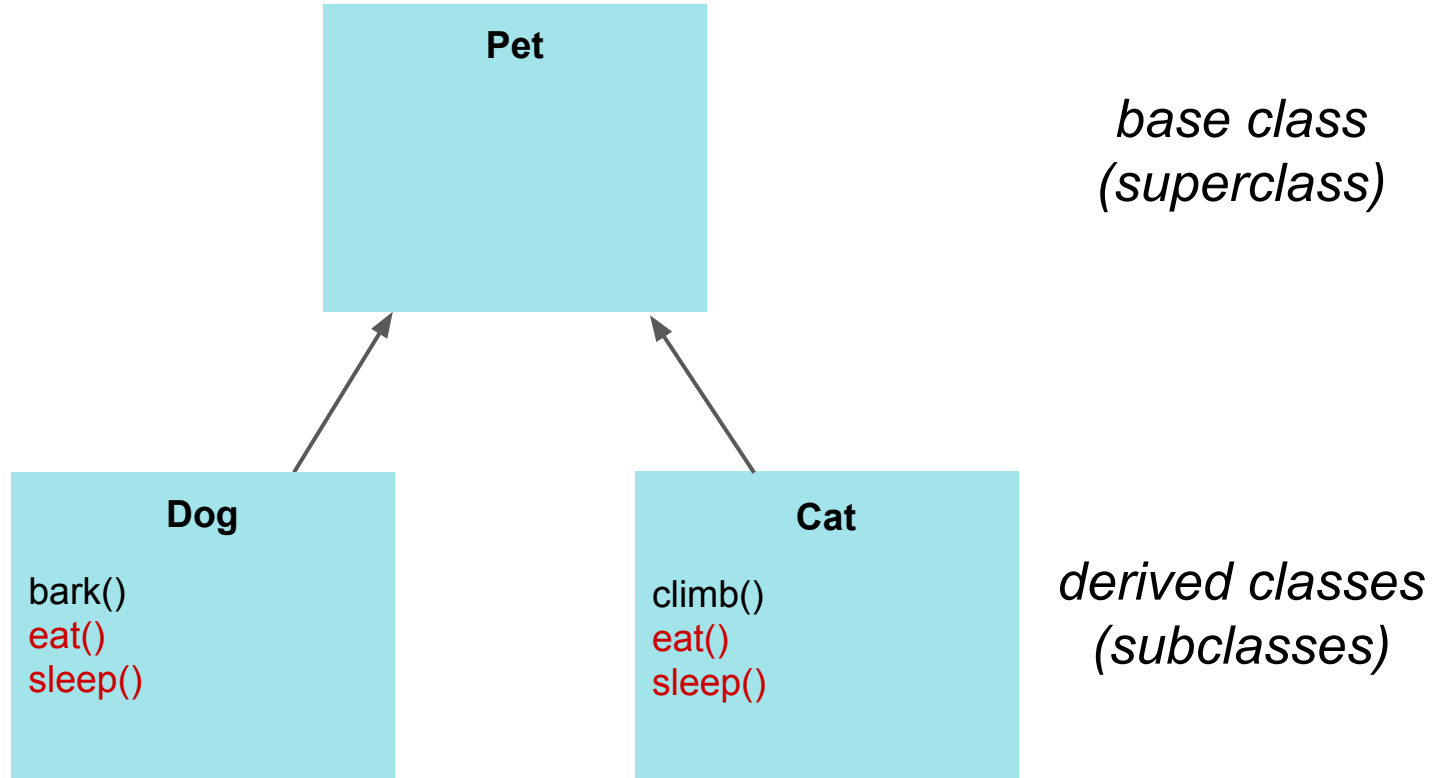 Pet
base class
(superclass)
Dog
bark()
eat()
sleep()
Cat
climb()
eat()
sleep()
derived classes
(subclasses)